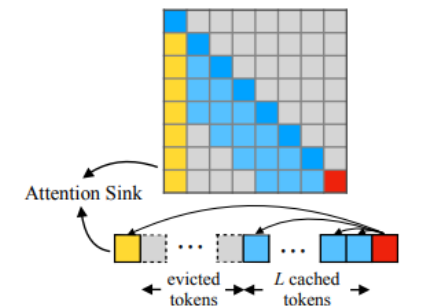 Attention Sink
... ...
evicted L cached
tokens tokens